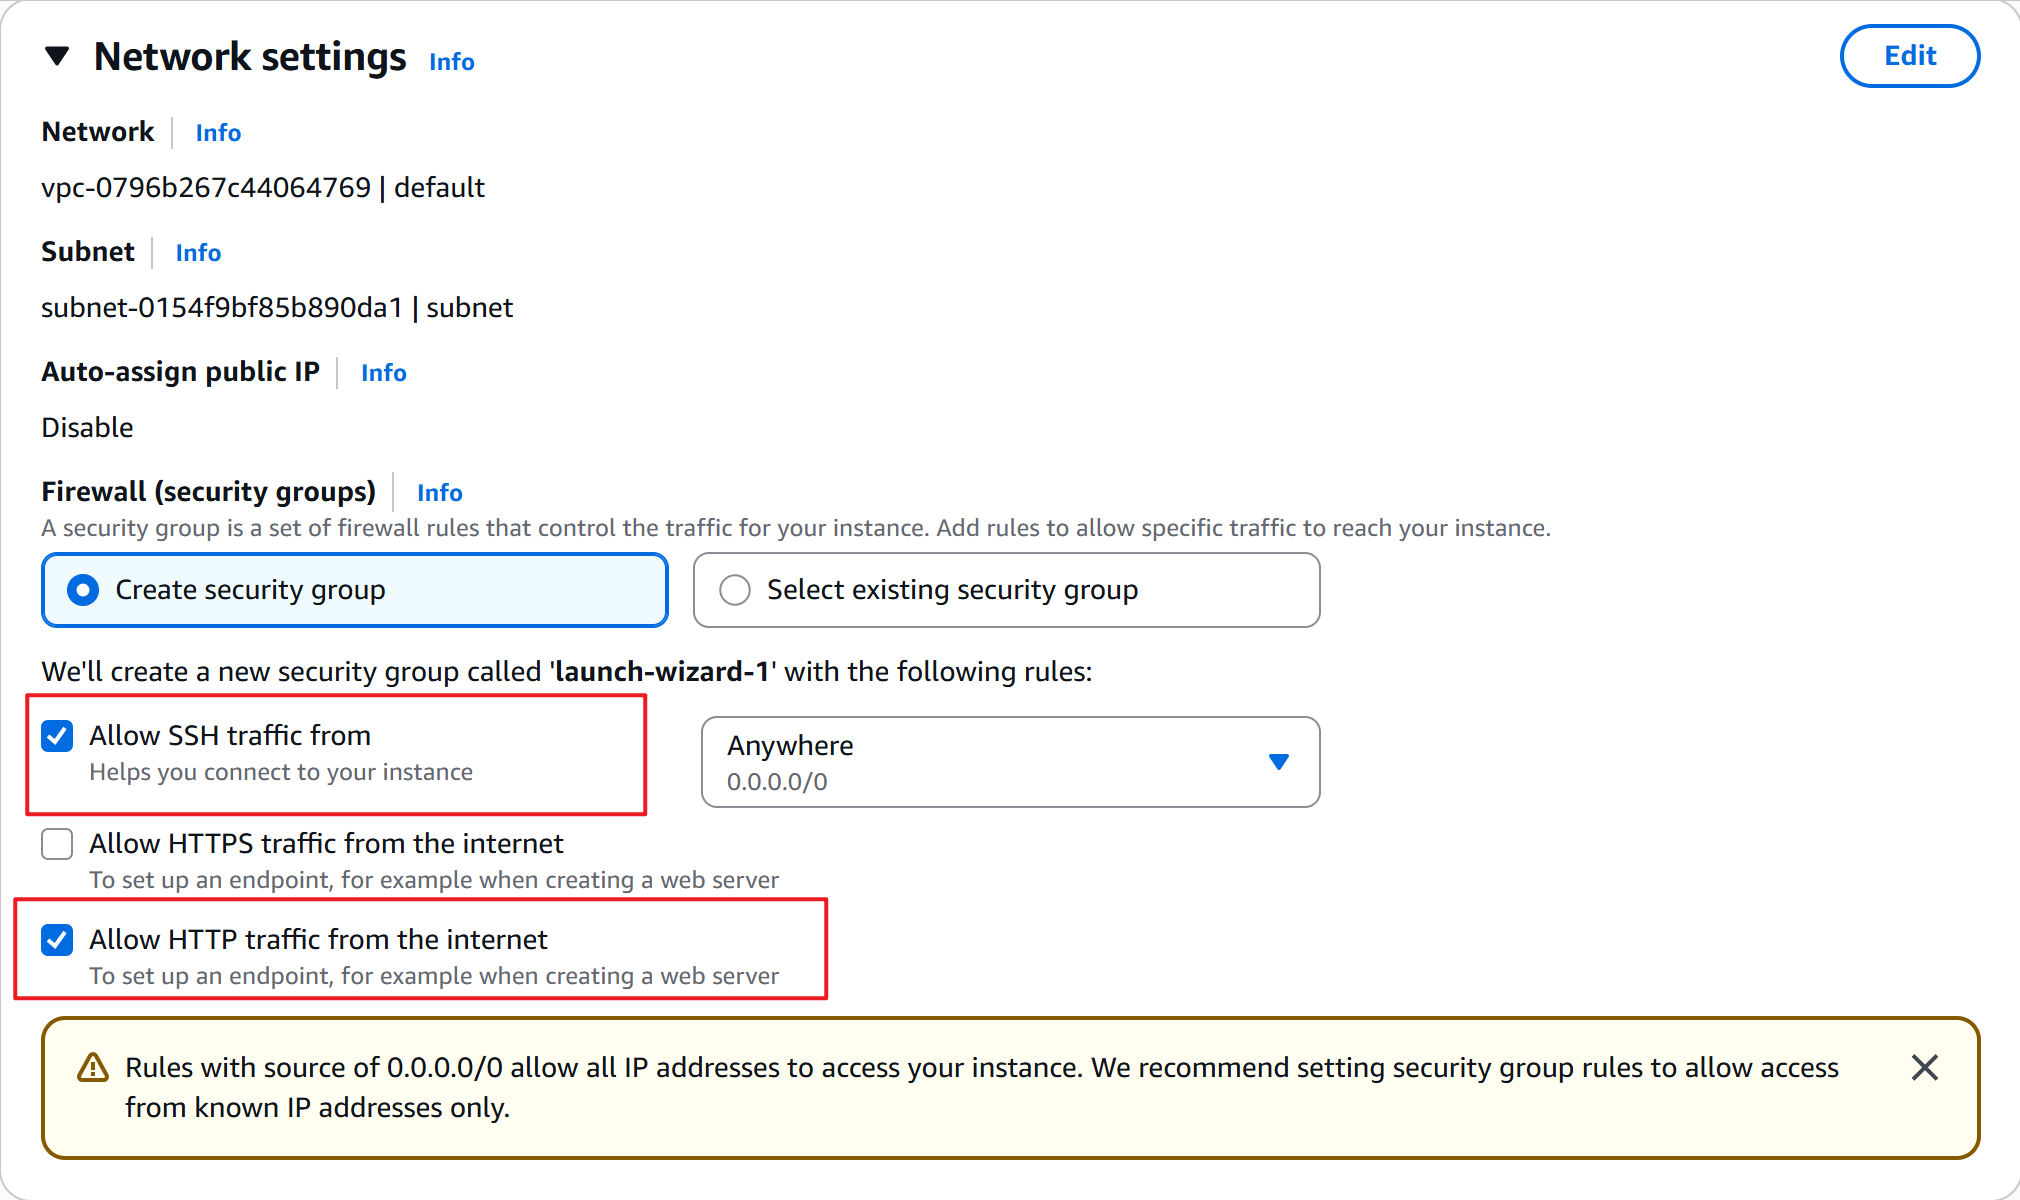 Network settings Info
Edit
Network Info
vpc-0796b267c44064769 | default
Subnet Info
subnet-0154f9bf85b890da1 | subnet
Auto-assign public IP Info
Disable
Firewall (security groups) Info
A security group is a set of firewall rules that control the traffic for your instance. Add rules to allow specific traffic to reach your instance.
Create security group
Select existing security group
We'll create a new security group called 'launch-wizard-1' with the following rules:
Allow SSH traffic from
Helps you connect to your instance
Anywhere
0.0.0.0/0
Allow HTTPS traffic from the internet
To set up an endpoint, for example when creating a web server
Allow HTTP traffic from the internet
To set up an endpoint, for example when creating a web server
Rules with source of 0.0.0.0/0 allow all IP addresses to access your instance. We recommend setting security group rules to allow access
from known IP addresses only.